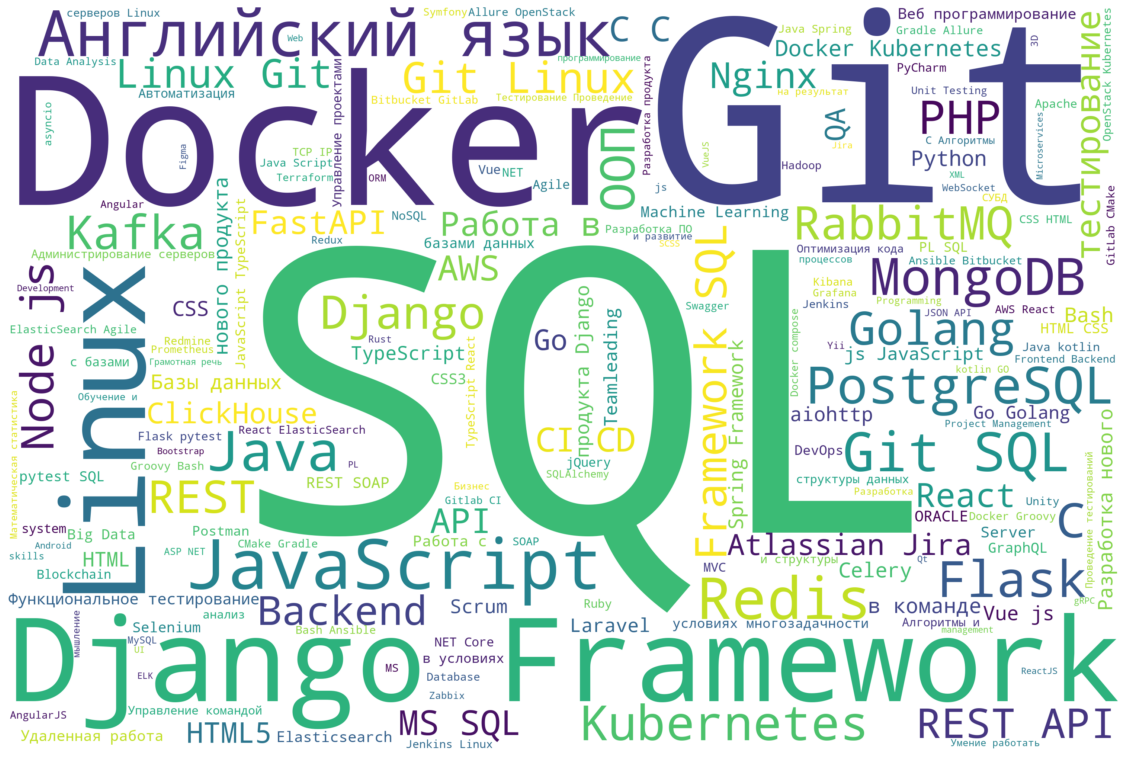 серверов Linux
Symfony
Allure OpenStack
Английский язык
C C
Веб программирование
Java Spring
Gradle Allure
Web
Docker Kubernetes
3D
тестирование
OpenStack Kubernetes
Data Analysis
программирование
Linux Git
Git Linux
Nginx
PyCharm
Автоматизация
Bitbucket GitLab
Тестирование Проведение
на результат
Unit Testing
Docker
Git
asyncio
Управление проектами
Разработка продукта
QA
PHP
Apache
ООП
Jira
С Алгоритмы
Microservices
Figma
TCP IP
Java Script
Terraform
ORM
Vue
NET
Agile
VueJS
js
Hadoop
Python
XML
WebSocket
СУБД
Angular
нового продукта
JavaScript TypeScript
FastAPI
NoSQL
Работа в
Разработка ПО
Machine Learning
RabbitMQ
CSS HTML
GitLab CMake
Kafka
Redux
базами данных
и развитие
SCSS
Оптимизация кода
PL SQL
Администрирование серверов
AWS
Framework SQL
процессов
Ansible Bitbucket
Node js
Development
Linux
SQL
MongoDB
Kibana
Grafana
Jenkins
Programming
CSS
Django
продукта Django
Swagger
JSON API
AWS React
Bash
ElasticSearch Agile
Redmine
Prometheus
Rust
Go
Teamleading
Docker compose
Golang
HTML CSS
с базами
Грамотная речь
TypeScript
TypeScript React
Yii
js JavaScript
Java kotlin
Frontend Backend
Базы данных
CSS3
Spring Framework
kotlin GO
Обучение и
PostgreSQL
Математическая статистика
ClickHouse
aiohttp
Go Golang
Project Management
Разработка нового
Flask pytest
React ElasticSearch
CI CD
Java
Bootstrap
PL
jQuery
DevOps
Git SQL
Groovy Bash
SQLAlchemy
pytest SQL
REST SOAP
структуры данных
REST
Бизнес
Разработка
React
Unity
Gitlab CI
Проведение тестирований
API
ORACLE
Docker Groovy
C
system
Big Data
Postman
CMake Gradle
Работа с
SOAP
Atlassian Jira
Server
GraphQL
Android
skills
HTML
ASP NET
JavaScript
MVC
и структуры
Qt
Blockchain
Celery
Flask
Функциональное тестирование
Backend
Scrum
Ruby
Redis
в команде
Vue js
gRPC
анализ
Selenium
Bash Ansible
Laravel
условиях многозадачности
Алгоритмы и
management
мышление
MySQL
UI
NET Core
Django Framework
ELK
MS
в условиях
Database
ReactJS
Zabbix
AngularJS
Управление командой
Удаленная работа
HTML5
Elasticsearch
MS SQL
Jenkins Linux
Kubernetes
REST API
Умение работать